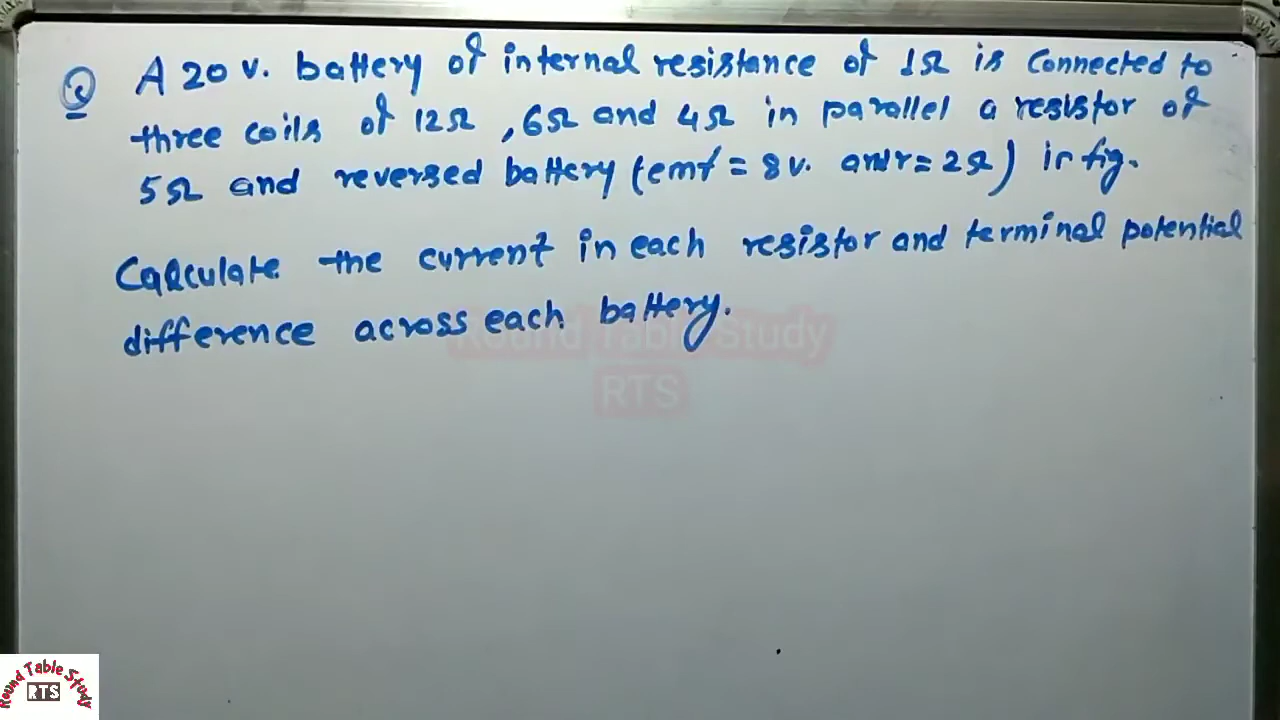 Q A 20 v. battery of internal resistance of 1Ω is connected to
three coils of 12Ω, 6Ω and 4Ω in parallel a resistor of
5Ω and reversed battery (emf = 8 v. and r = 2Ω) in fig.
Calculate the current in each resistor and terminal potential
difference across each battery.
Round Table Study
RTS
Round Table Study
RTS